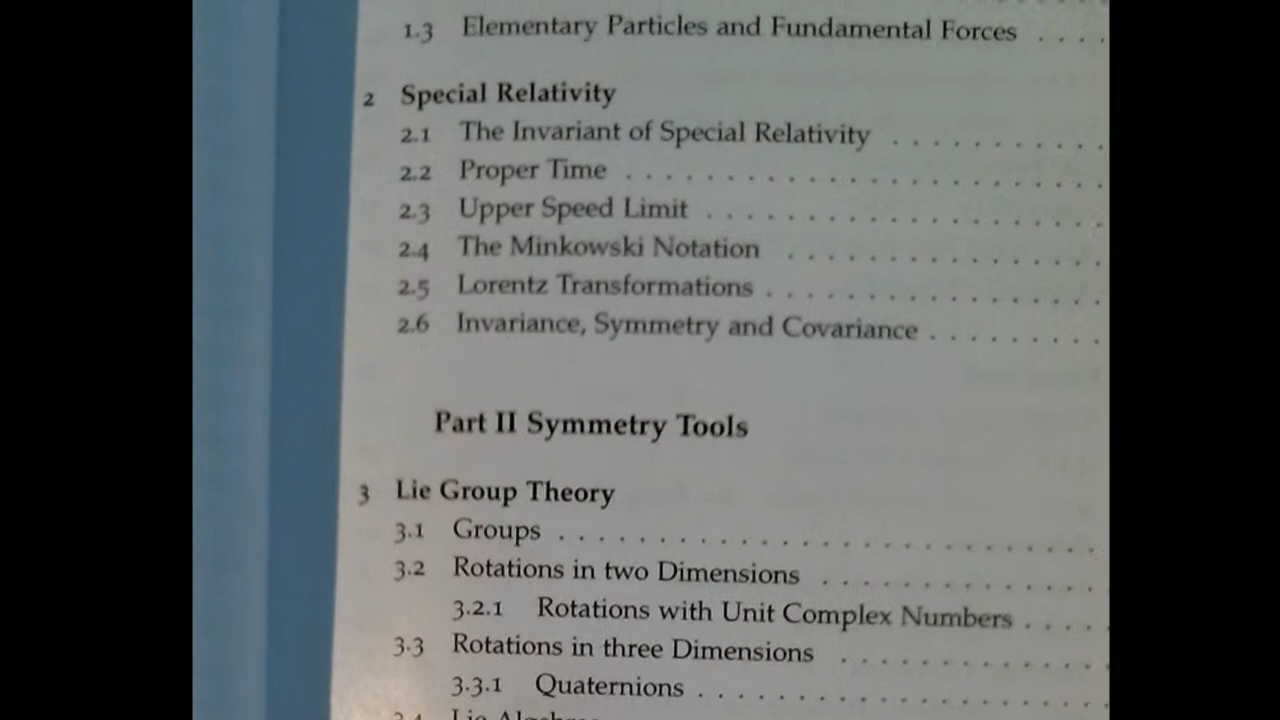 1.3 Elementary Particles and Fundamental Forces . . . .
2 Special Relativity
2.1 The Invariant of Special Relativity . . . . . . . . . . .
2.2 Proper Time . . . . . . . . . . . . . . . . . . . . . . .
2.3 Upper Speed Limit . . . . . . . . . . . . . . . . . . . .
2.4 The Minkowski Notation . . . . . . . . . . . . . . . .
2.5 Lorentz Transformations . . . . . . . . . . . . . . . . .
2.6 Invariance, Symmetry and Covariance . . . . . . . . .
Part II Symmetry Tools
3 Lie Group Theory
3.1 Groups . . . . . . . . . . . . . . . . . . . . . . . . . .
3.2 Rotations in two Dimensions . . . . . . . . . . . . . .
3.2.1 Rotations with Unit Complex Numbers . . . .
3.3 Rotations in three Dimensions . . . . . . . . . . . . .
3.3.1 Quaternions . . . . . . . . . . . . . . . . . . . .
3.4 Lie Algebras